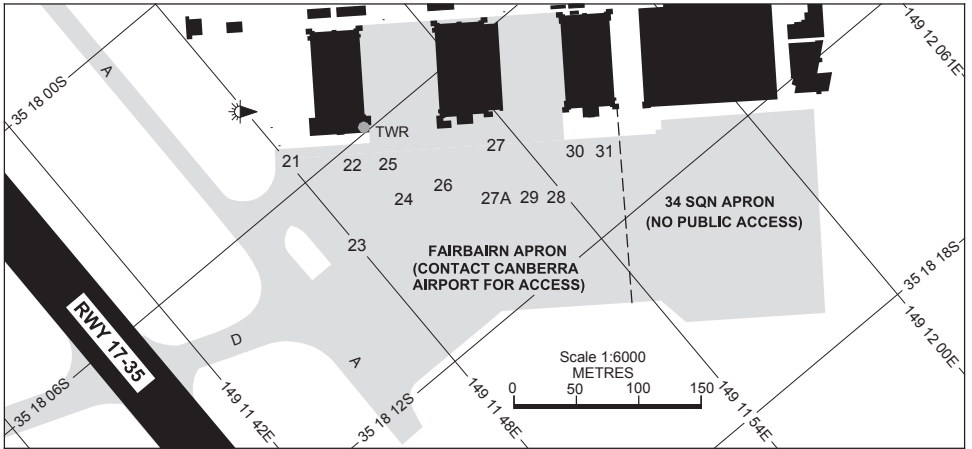 35 18 00S
A
149 12 061E
TWR
21
22
25
27
30
31
24
26
27A
29
28
34 SQN APRON
(NO PUBLIC ACCESS)
23
FAIRBAIRN APRON
(CONTACT CANBERRA
AIRPORT FOR ACCESS)
35 18 18S
RWY 17-35
D
A
149 12 00E
Scale 1:6000
METRES
0 50 100 150
35 18 06S
149 11 42E
35 18 12S
149 11 48E
149 11 54E